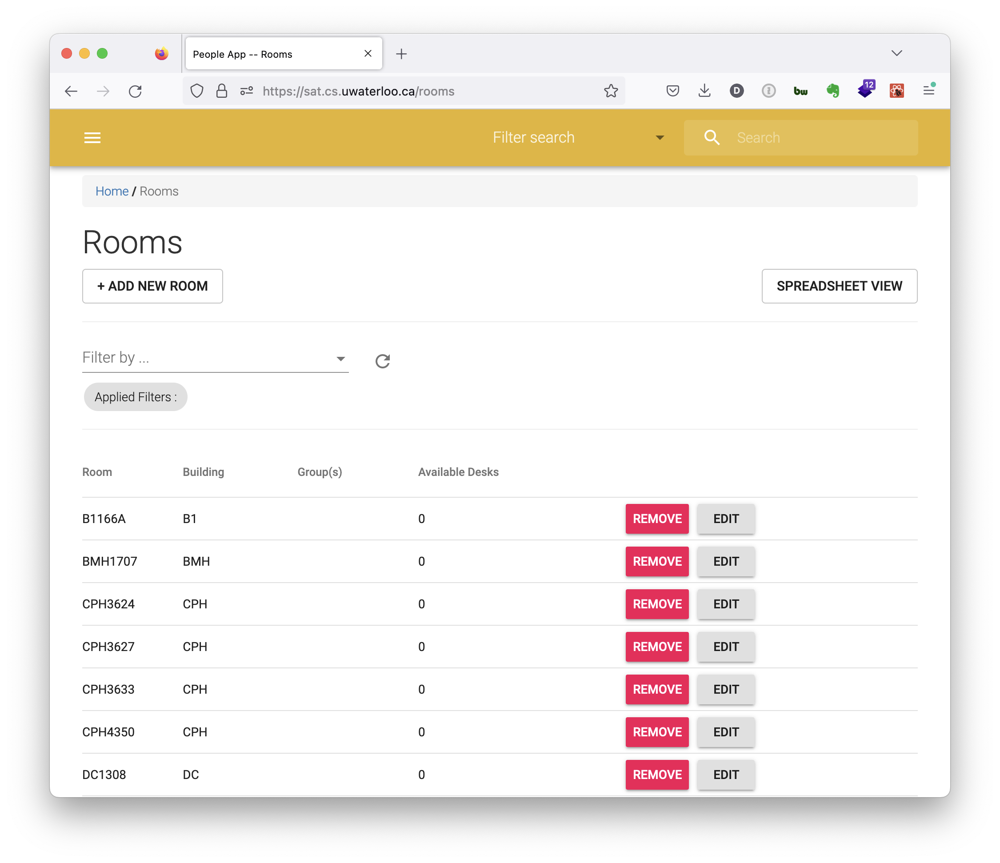 People App -- Rooms
https://sat.cs.uwaterloo.ca/rooms
D
bw
12
Filter search
Search
Home / Rooms
Rooms
+ ADD NEW ROOM
SPREADSHEET VIEW
Filter by ...
Applied Filters :
Room Building Group(s) Available Desks
B1166A B1 0 REMOVE EDIT
BMH1707 BMH 0 REMOVE EDIT
CPH3624 CPH 0 REMOVE EDIT
CPH3627 CPH 0 REMOVE EDIT
CPH3633 CPH 0 REMOVE EDIT
CPH4350 CPH 0 REMOVE EDIT
DC1308 DC 0 REMOVE EDIT